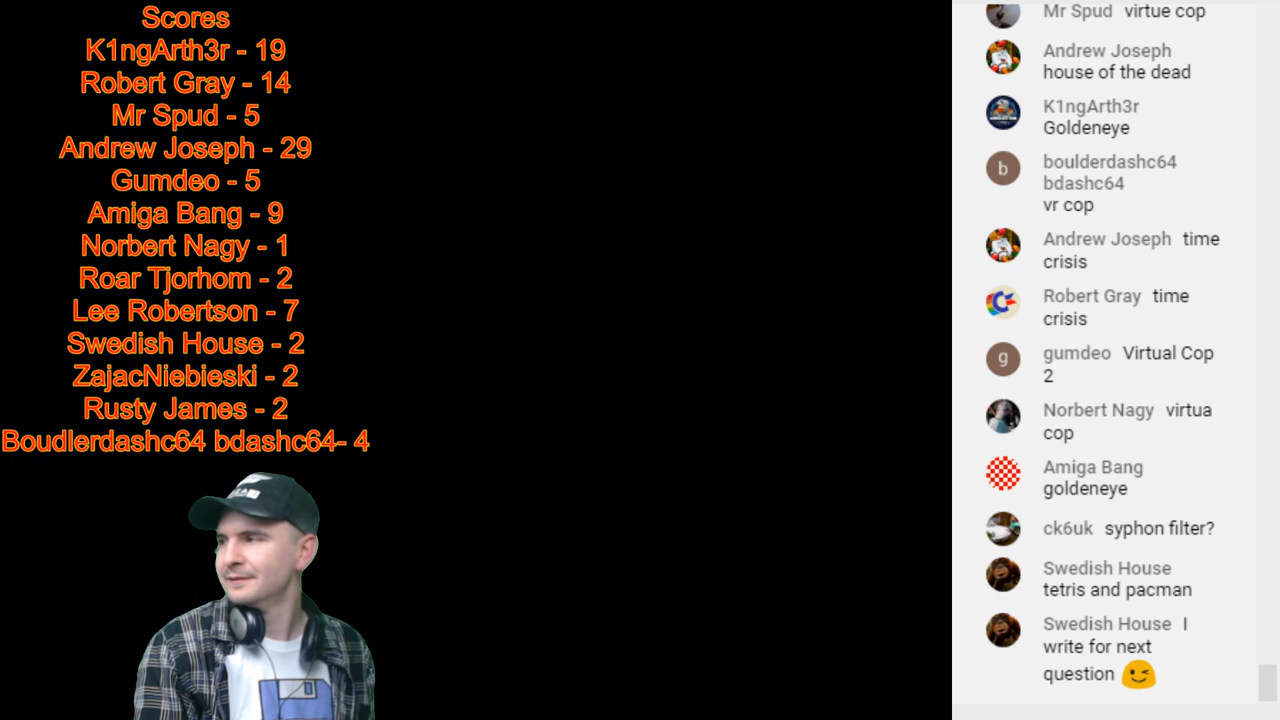 Scores
K1ngArth3r - 19
Robert Gray - 14
Mr Spud - 5
Andrew Joseph - 29
Gumdeo - 5
Amiga Bang - 9
Norbert Nagy - 1
Roar Tjorhom - 2
Lee Robertson - 7
Swedish House - 2
ZajacNiebieski - 2
Rusty James - 2
Boudlerdashc64 bdashc64- 4
Mr Spud virtue cop
Andrew Joseph
house of the dead
K1ngArth3r
Goldeneye
b
boulderdashc64
bdashc64
vr cop
Andrew Joseph time
crisis
Robert Gray time
crisis
g
gumdeo Virtual Cop
2
Norbert Nagy virtua
cop
Amiga Bang
goldeneye
ck6uk syphon filter?
Swedish House
tetris and pacman
Swedish House I
write for next
question 😉